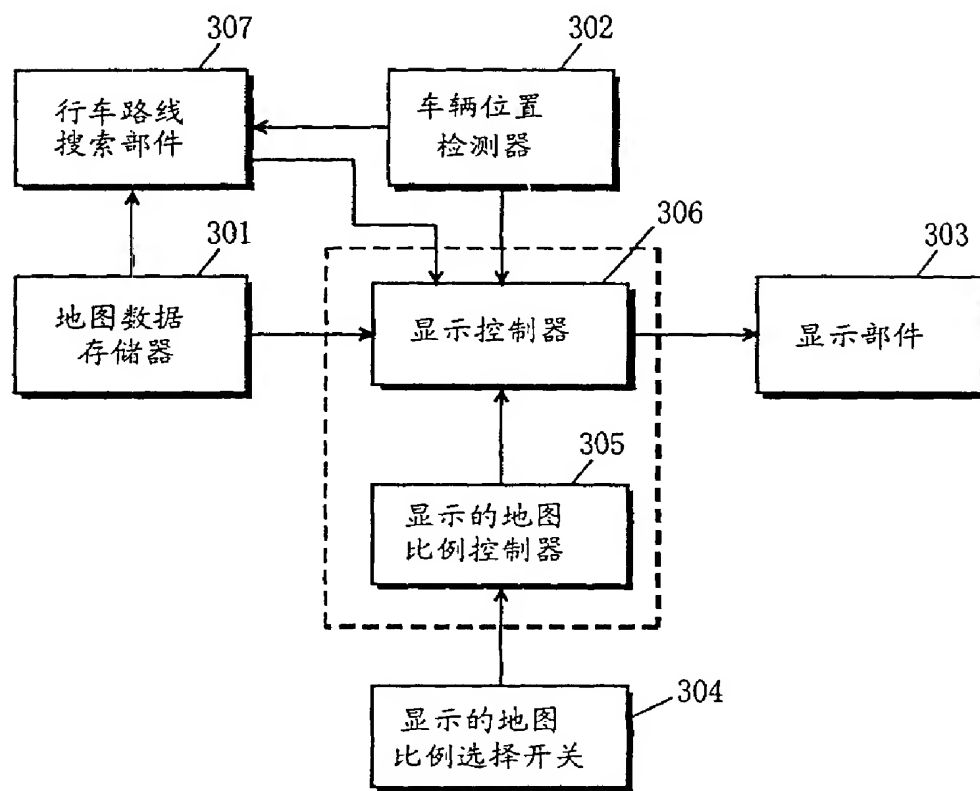 307
行车路线
搜索部件
302
车辆位置
检测器
301
地图数据
存储器
306
显示控制器
303
显示部件
305
显示的地图
比例控制器
304
显示的地图
比例选择开关